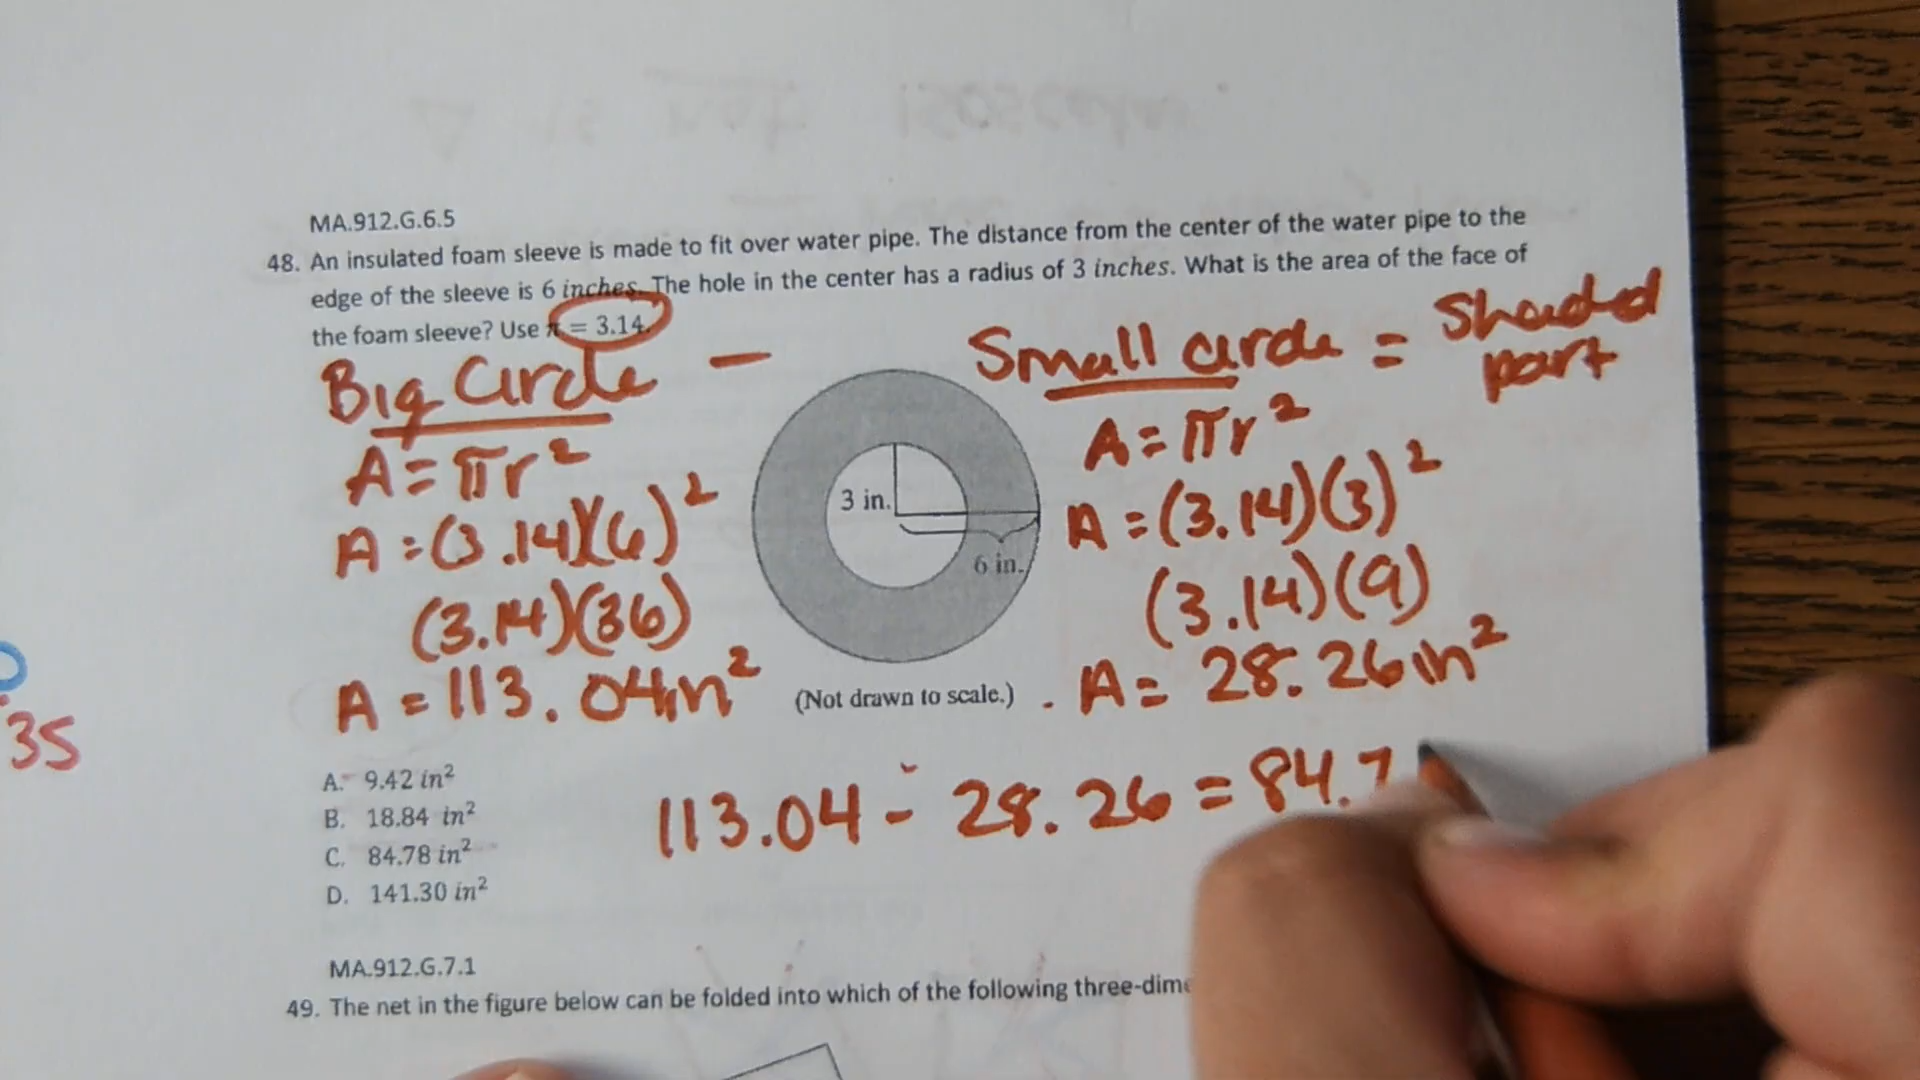 MA.912.G.6.5
48. An insulated foam sleeve is made to fit over water pipe. The distance from the center of the water pipe to the
edge of the sleeve is 6 inches. The hole in the center has a radius of 3 inches. What is the area of the face of
the foam sleeve? Use π = 3.14.
Big Circle − Small circle = Shaded
part
A = πr²
A = (3.14)(6)²
(3.14)(36)
A = 113.04in²
3 in.
6 in.
(Not drawn to scale.)
A = πr²
A = (3.14)(3)²
(3.14)(9)
A = 28.26in²
35
113.04 - 28.26 = 84.7
A. 9.42 in²
B. 18.84 in²
C. 84.78 in²
D. 141.30 in²
MA.912.G.7.1
49. The net in the figure below can be folded into which of the following three-dime